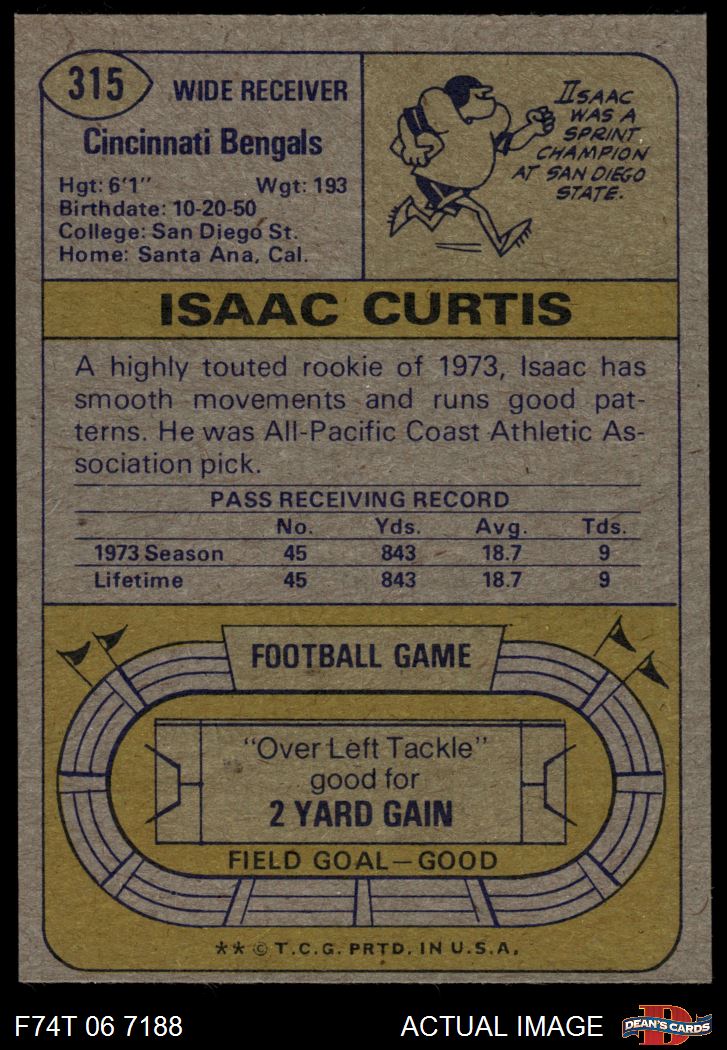 315
WIDE RECEIVER
Cincinnati Bengals
Hgt: 6'1" Wgt: 193
Birthdate: 10-20-50
College: San Diego St.
Home: Santa Ana, Cal.
ISAAC
WAS A
SPRINT
CHAMPION
AT SAN DIEGO
STATE.
ISAAC CURTIS
A highly touted rookie of 1973, Isaac has
smooth movements and runs good pat-
terns. He was All-Pacific Coast Athletic As-
sociation pick.
PASS RECEIVING RECORD
No. Yds. Avg. Tds.
1973 Season 45 843 18.7 9
Lifetime 45 843 18.7 9
FOOTBALL GAME
"Over Left Tackle"
good for
2 YARD GAIN
FIELD GOAL—GOOD
** © T.C.G. PRTD. IN U.S.A.
F74T 06 7188 ACTUAL IMAGE
D
DEAN'S CARDS